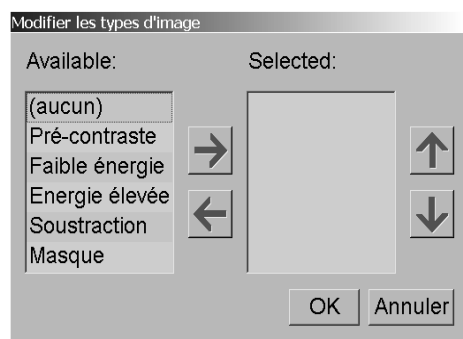 Modifier les types d'image
Available:
Selected:
(aucun)
Pré-contraste
Faible énergie
Energie élevée
Soustraction
Masque
OK
Annuler